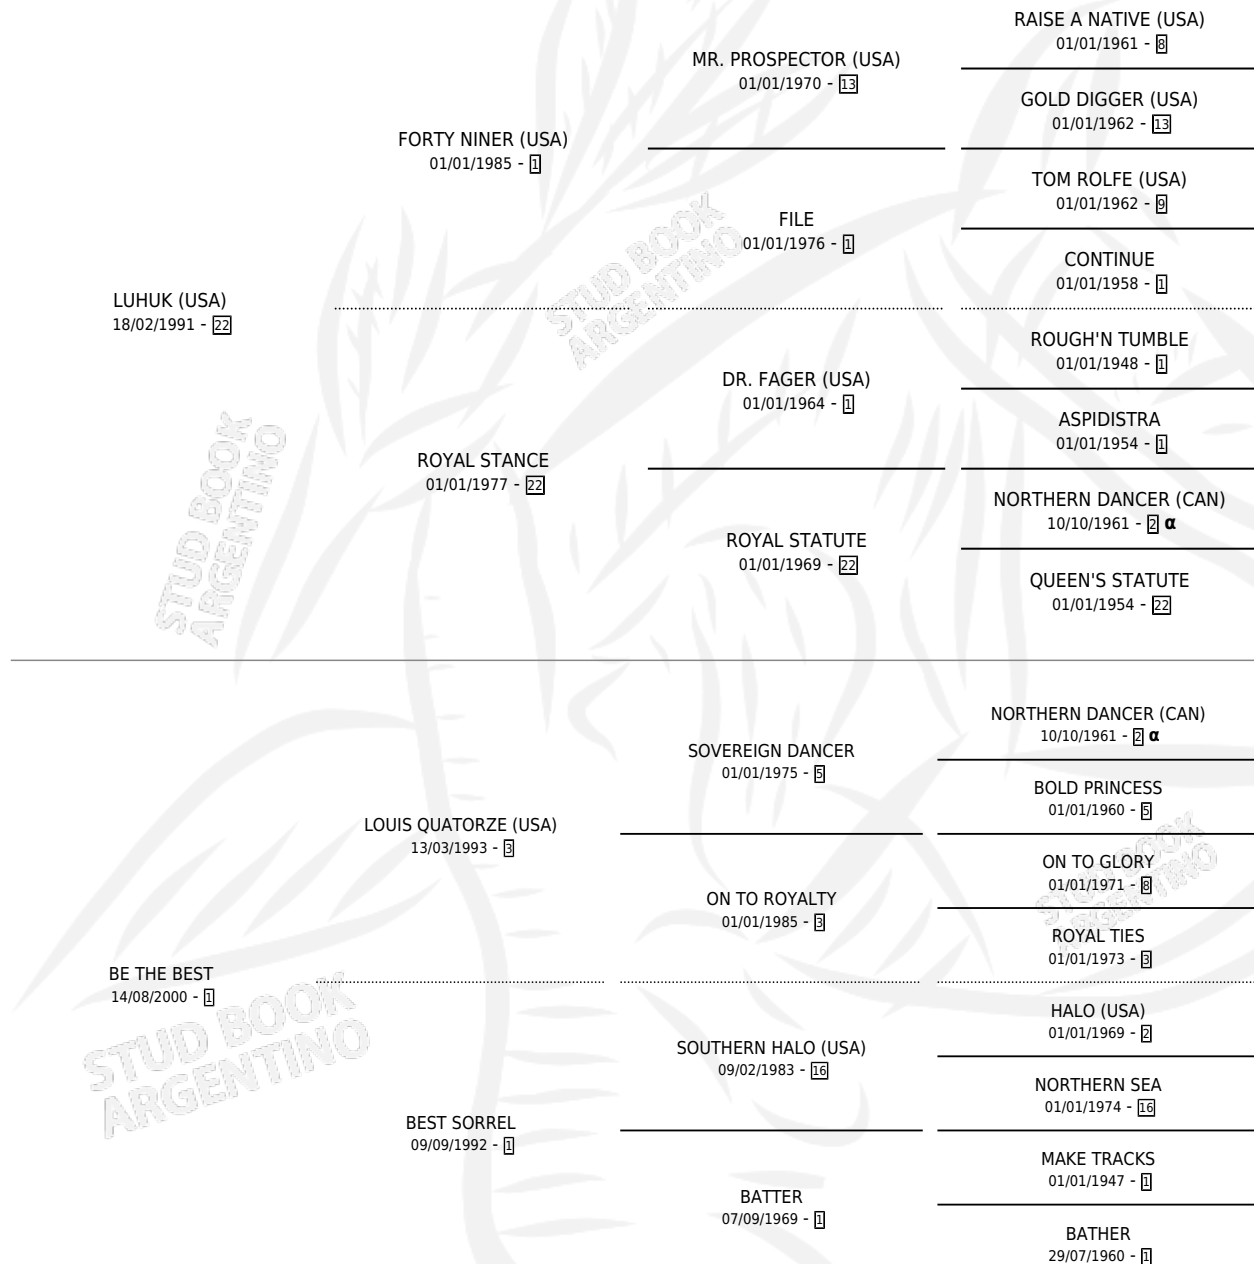 RAISE A NATIVE (USA)
01/01/1961 - 8
MR. PROSPECTOR (USA)
01/01/1970 - 13
GOLD DIGGER (USA)
01/01/1962 - 13
FORTY NINER (USA)
01/01/1985 - 1
TOM ROLFE (USA)
01/01/1962 - 9
FILE
01/01/1976 - 1
CONTINUE
01/01/1958 - 1
LUHUK (USA)
18/02/1991 - 22
ROUGH'N TUMBLE
01/01/1948 - 1
DR. FAGER (USA)
01/01/1964 - 1
ASPIDISTRA
01/01/1954 - 1
ROYAL STANCE
01/01/1977 - 22
NORTHERN DANCER (CAN)
10/10/1961 - 2 α
ROYAL STATUTE
01/01/1969 - 22
QUEEN'S STATUTE
01/01/1954 - 22
NORTHERN DANCER (CAN)
10/10/1961 - 2 α
SOVEREIGN DANCER
01/01/1975 - 5
BOLD PRINCESS
01/01/1960 - 5
LOUIS QUATORZE (USA)
13/03/1993 - 3
ON TO GLORY
01/01/1971 - 8
ON TO ROYALTY
01/01/1985 - 3
ROYAL TIES
01/01/1973 - 3
BE THE BEST
14/08/2000 - 1
HALO (USA)
01/01/1969 - 2
SOUTHERN HALO (USA)
09/02/1983 - 16
NORTHERN SEA
01/01/1974 - 16
BEST SORREL
09/09/1992 - 1
MAKE TRACKS
01/01/1947 - 1
BATTER
07/09/1969 - 1
BATHER
29/07/1960 - 1
STUD BOOK
ARGENTINO
STUD BOOK
ARGENTINO
STUD BOOK
ARGENTINO
STUD BOOK
ARGENTINO